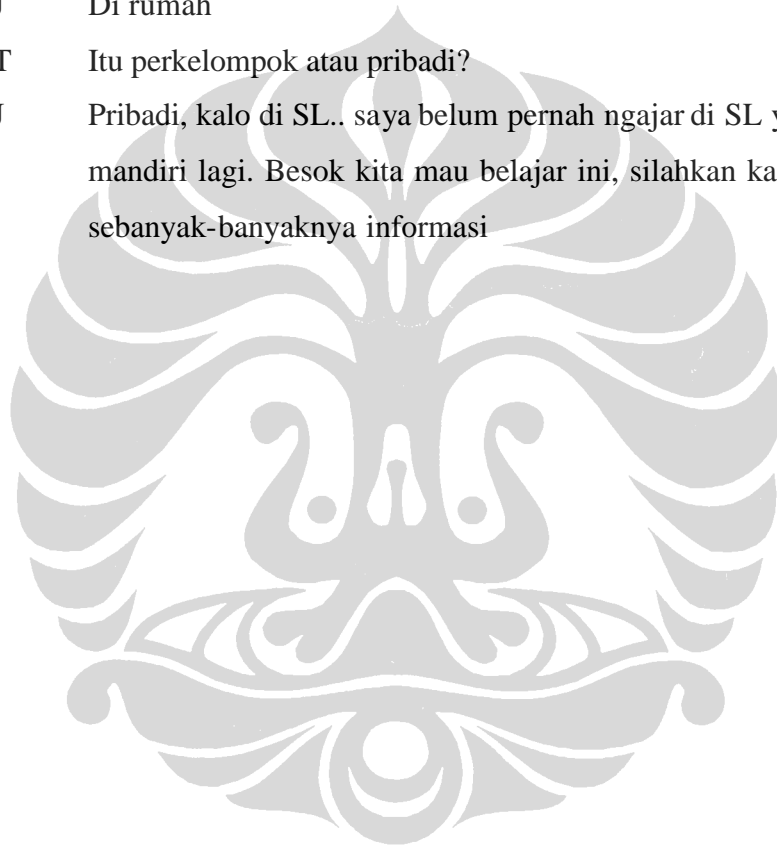 Di rumah
T Itu perkelompok atau pribadi?
Pribadi, kalo di SL.. saya belum pernah ngajar di SL
mandiri lagi. Besok kita mau belajar ini, silahkan
sebanyak-banyaknya informasi